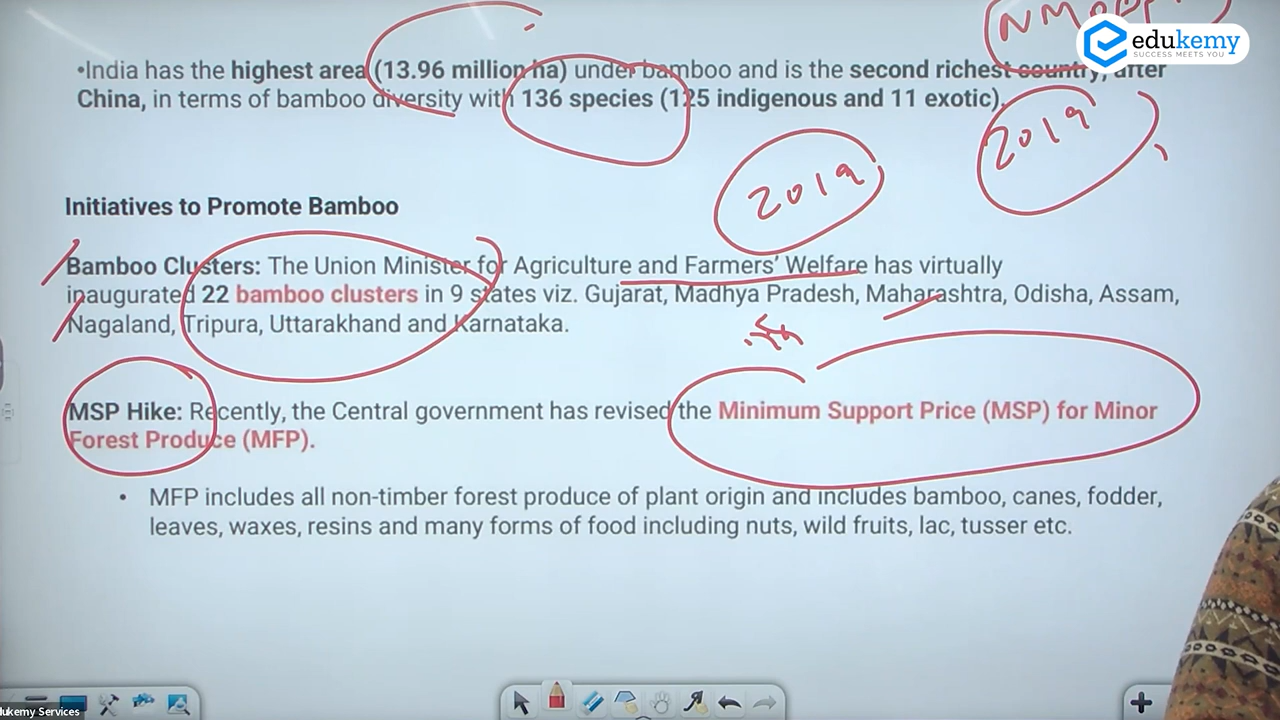 NMOOP
edukemy
SUCCESS MEETS YOU
•India has the highest area (13.96 million ha) under bamboo and is the second richest country, after
China, in terms of bamboo diversity with 136 species (125 indigenous and 11 exotic).
2019
2019
Initiatives to Promote Bamboo
Bamboo Clusters: The Union Minister for Agriculture and Farmers’ Welfare has virtually
inaugurated 22 bamboo clusters in 9 states viz. Gujarat, Madhya Pradesh, Maharashtra, Odisha, Assam,
Nagaland, Tripura, Uttarakhand and Karnataka.
MSP Hike: Recently, the Central government has revised the Minimum Support Price (MSP) for Minor
Forest Produce (MFP).
• MFP includes all non-timber forest produce of plant origin and includes bamboo, canes, fodder,
leaves, waxes, resins and many forms of food including nuts, wild fruits, lac, tusser etc.
dukemy Services